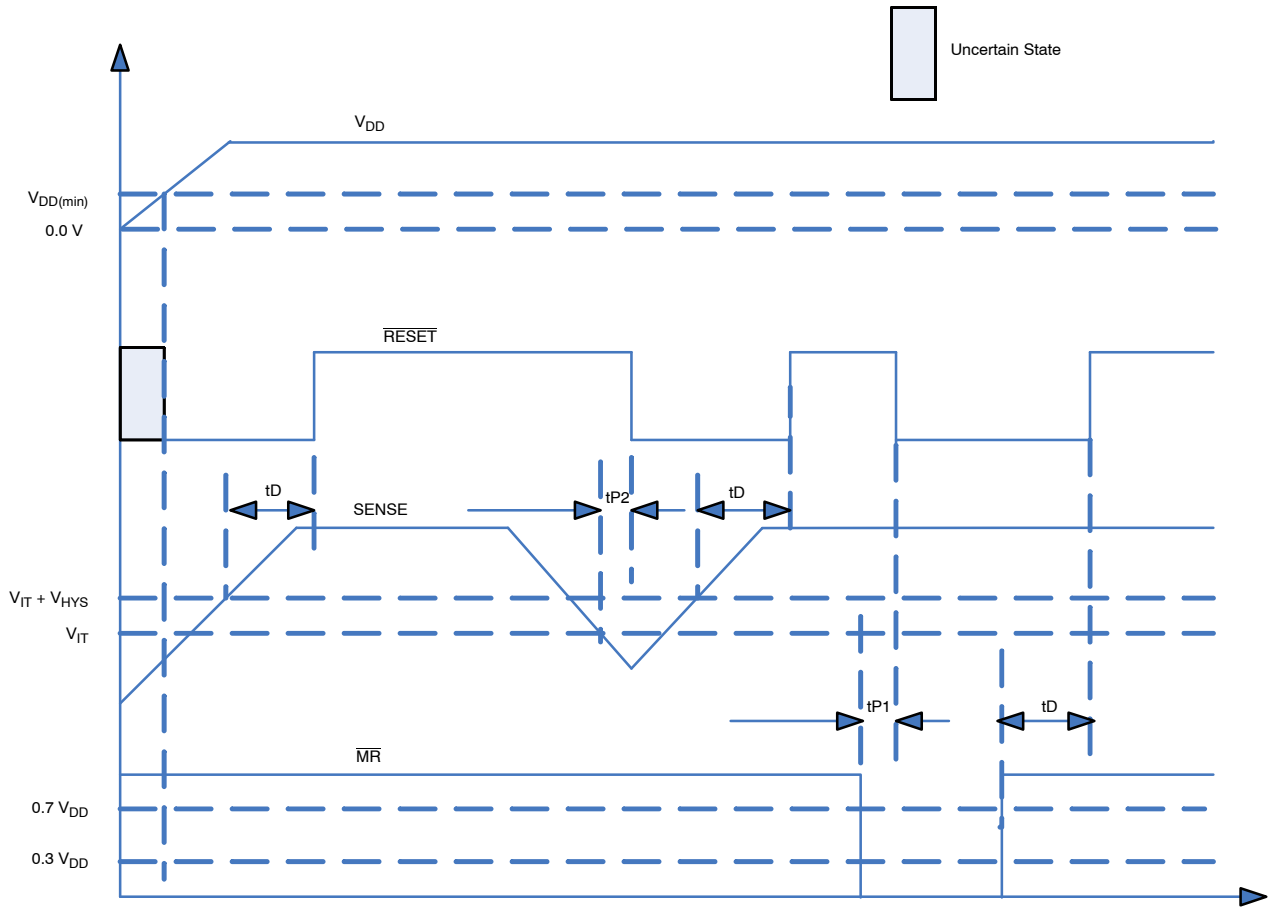 Uncertain State
VDD
VDD(min)
0.0 V
RESET
tD
SENSE
tP2
tD
VIT + VHYS
VIT
tP1
tD
MR
0.7 VDD
0.3 VDD